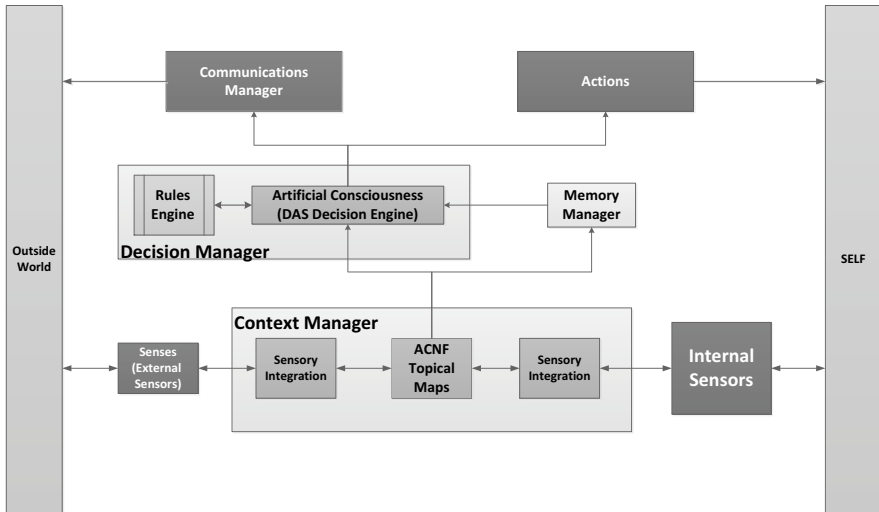 Communications
Manager
Actions
Rules
Engine
Artificial Consciousness
(DAS Decision Engine)
Memory
Manager
Decision Manager
Outside
World
SELF
Context Manager
Senses
(External
Sensors)
Sensory
Integration
ACNF
Topical
Maps
Sensory
Integration
Internal
Sensors